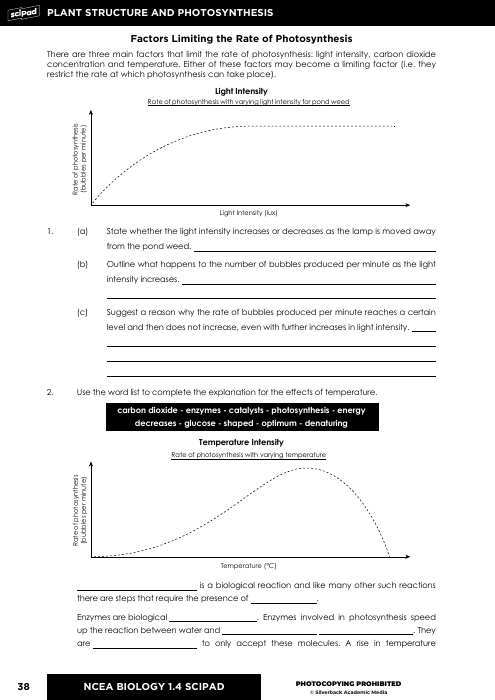 scipad PLANT STRUCTURE AND PHOTOSYNTHESIS
Factors Limiting the Rate of Photosynthesis
There are three main factors that limit the rate of photosynthesis: light intensity, carbon dioxide
concentration and temperature. Either of these factors may become a limiting factor (i.e. they
restrict the rate at which photosynthesis can take place).
Light Intensity
Rate of photosynthesis with varying light intensity for pond weed
Rate of photosynthesis
(bubbles per minute)
Light Intensity (lux)
1. (a) State whether the light intensity increases or decreases as the lamp is moved away
from the pond weed.
(b) Outline what happens to the number of bubbles produced per minute as the light
intensity increases.
(c) Suggest a reason why the rate of bubbles produced per minute reaches a certain
level and then does not increase, even with further increases in light intensity.
2. Use the word list to complete the explanation for the effects of temperature.
carbon dioxide - enzymes - catalysts - photosynthesis - energy
decreases - glucose - shaped - optimum - denaturing
Temperature Intensity
Rate of photosynthesis with varying temperature
Rate of photosynthesis
(bubbles per minute)
Temperature (°C)
is a biological reaction and like many other such reactions
there are steps that require the presence of .
Enzymes are biological . Enzymes involved in photosynthesis speed
up the reaction between water and . They
are to only accept these molecules. A rise in temperature
38 NCEA BIOLOGY 1.4 SCIPAD PHOTOCOPYING PROHIBITED
© Silverback Academic Media